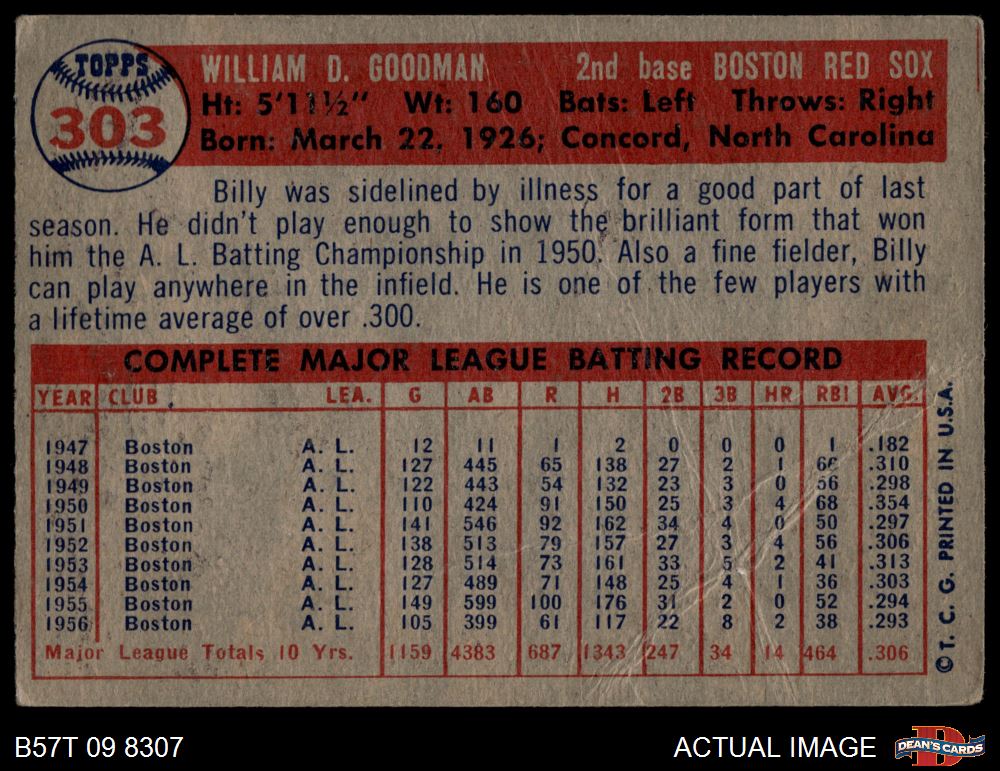 TOPPS
303
WILLIAM D. GOODMAN 2nd base BOSTON RED SOX
Ht: 5'11½" Wt: 160 Bats: Left Throws: Right
Born: March 22, 1926; Concord, North Carolina
Billy was sidelined by illness for a good part of last
season. He didn't play enough to show the brilliant form that won
him the A. L. Batting Championship in 1950. Also a fine fielder, Billy
can play anywhere in the infield. He is one of the few players with
a lifetime average of over .300.
COMPLETE MAJOR LEAGUE BATTING RECORD
YEAR CLUB LEA. G AB R H 2B 3B HR RBI AVG.
1947 Boston A. L. 12 11 1 2 0 0 0 1 .182
1948 Boston A. L. 127 445 65 138 27 2 1 66 .310
1949 Boston A. L. 122 443 54 132 23 3 0 56 .298
1950 Boston A. L. 110 424 91 150 25 3 4 68 .354
1951 Boston A. L. 141 546 92 162 34 4 0 50 .297
1952 Boston A. L. 138 513 79 157 27 3 4 56 .306
1953 Boston A. L. 128 514 73 161 33 5 2 41 .313
1954 Boston A. L. 127 489 71 148 25 4 1 36 .303
1955 Boston A. L. 149 599 100 176 31 2 0 52 .294
1956 Boston A. L. 105 399 61 117 22 8 2 38 .293
Major League Totals 10 Yrs. 1159 4383 687 1343 247 34 14 464 .306
© T. C. G. PRINTED IN U.S.A.
B57T 09 8307
ACTUAL IMAGE
D
DEAN'S CARDS